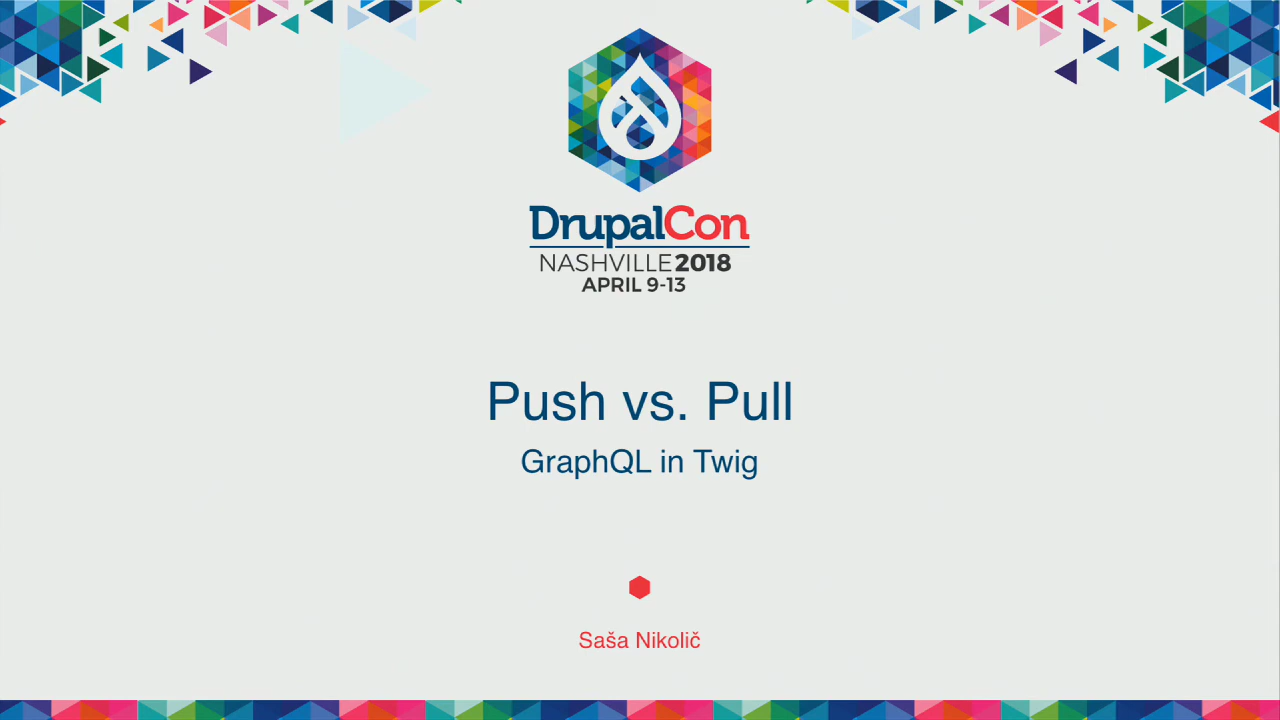 DrupalCon
NASHVILLE 2018
APRIL 9-13
Push vs. Pull
GraphQL in Twig
Saša Nikolič